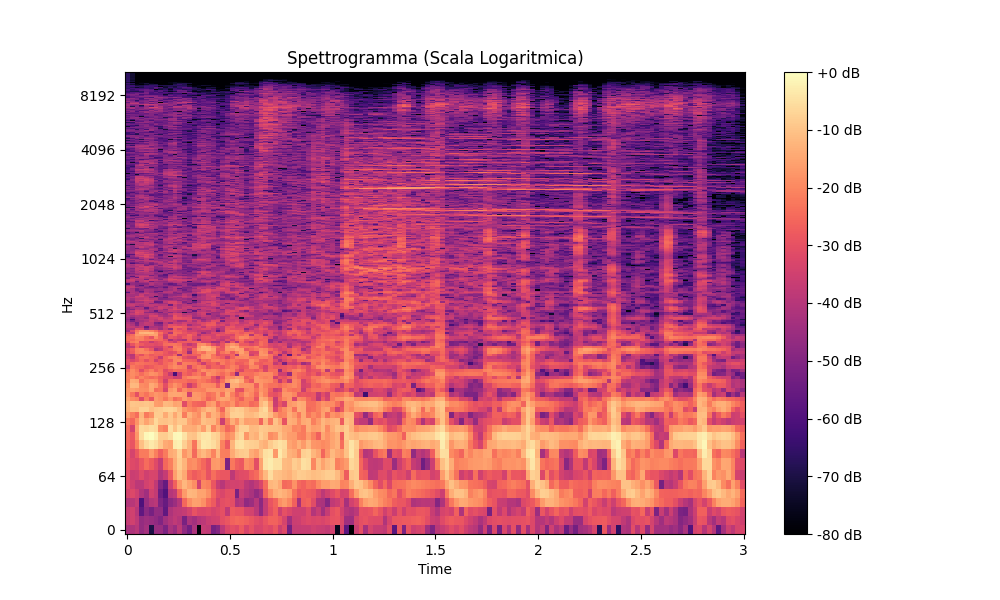 Spettrogramma (Scala Logaritmica)
Hz
8192
4096
2048
1024
512
256
128
64
0
0
0.5
1
1.5
2
2.5
3
Time
+0 dB
-10 dB
-20 dB
-30 dB
-40 dB
-50 dB
-60 dB
-70 dB
-80 dB